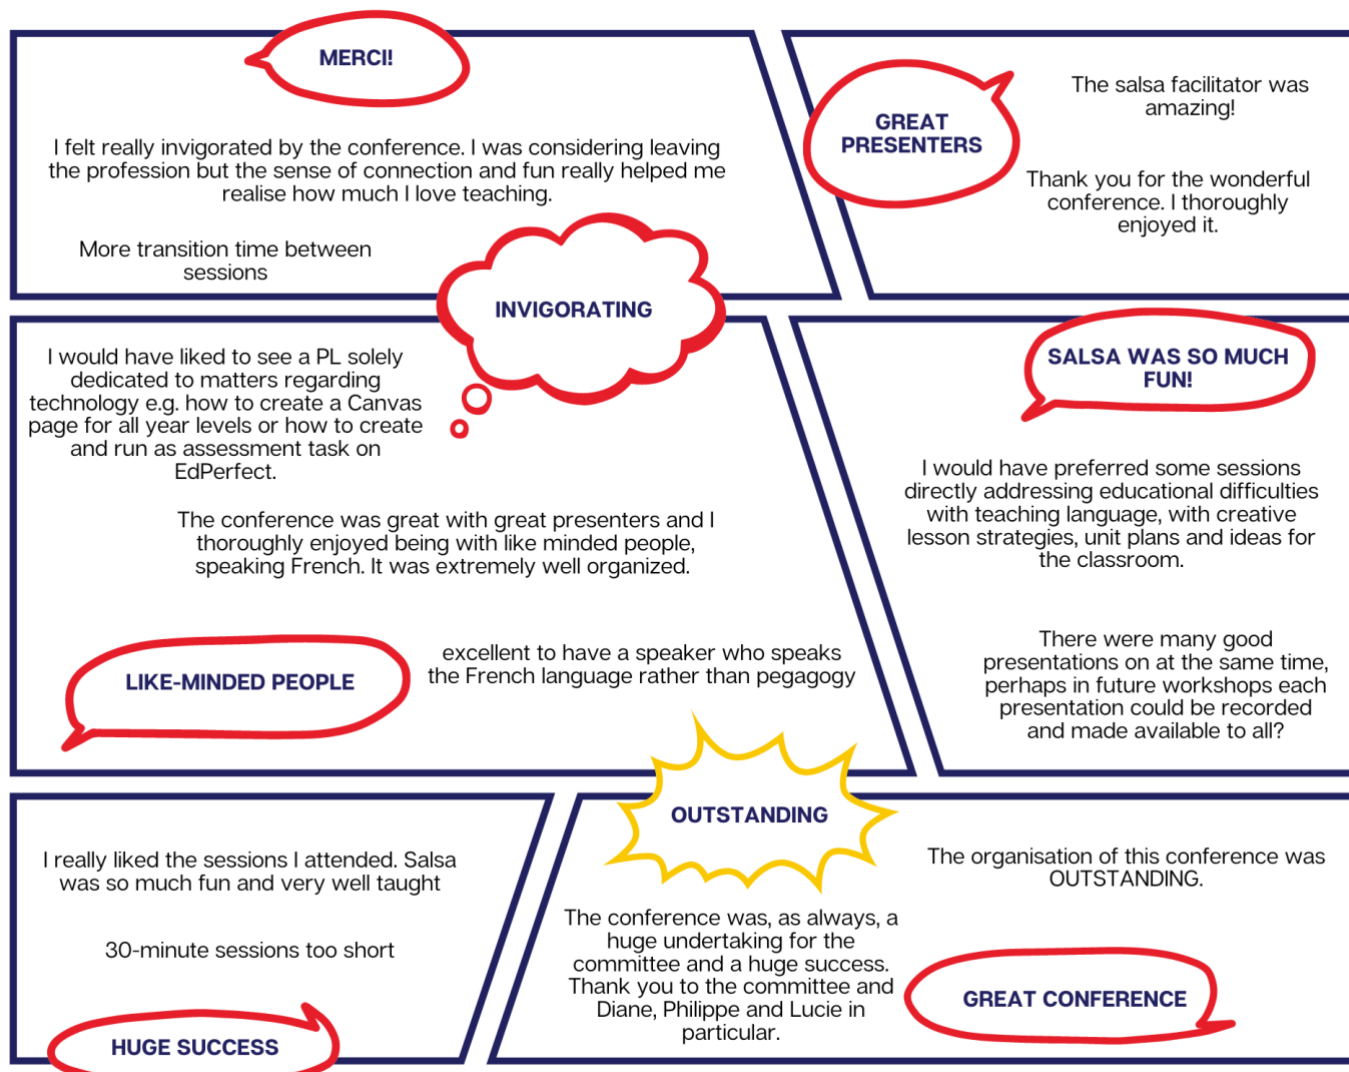 MERCI!
I felt really invigorated by the conference. I was considering leaving
the profession but the sense of connection and fun really helped me
realise how much I love teaching.
More transition time between
sessions
GREAT
PRESENTERS
The salsa facilitator was
amazing!
Thank you for the wonderful
conference. I thoroughly
enjoyed it.
INVIGORATING
I would have liked to see a PL solely
dedicated to matters regarding
technology e.g. how to create a Canvas
page for all year levels or how to create
and run as assessment task on
EdPerfect.
The conference was great with great presenters and I
thoroughly enjoyed being with like minded people,
speaking French. It was extremely well organized.
LIKE-MINDED PEOPLE
excellent to have a speaker who speaks
the French language rather than pegagogy
SALSA WAS SO MUCH
FUN!
I would have preferred some sessions
directly addressing educational difficulties
with teaching language, with creative
lesson strategies, unit plans and ideas for
the classroom.
There were many good
presentations on at the same time,
perhaps in future workshops each
presentation could be recorded
and made available to all?
I really liked the sessions I attended. Salsa
was so much fun and very well taught
30-minute sessions too short
HUGE SUCCESS
OUTSTANDING
The conference was, as always, a
huge undertaking for the
committee and a huge success.
Thank you to the committee and
Diane, Philippe and Lucie in
particular.
The organisation of this conference was
OUTSTANDING.
GREAT CONFERENCE